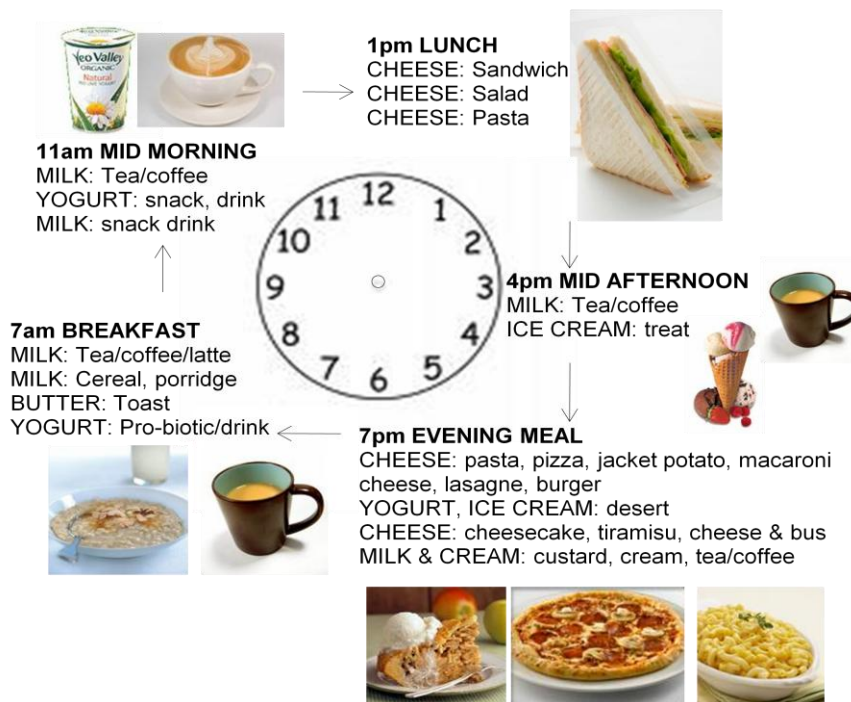 Yeo Valley
ORGANIC
Natural
11am MID MORNING
MILK: Tea/coffee
YOGURT: snack, drink
MILK: snack drink
1pm LUNCH
CHEESE: Sandwich
CHEESE: Salad
CHEESE: Pasta
12
1
2
3
4
5
6
7
8
9
10
11
4pm MID AFTERNOON
MILK: Tea/coffee
ICE CREAM: treat
7pm EVENING MEAL
CHEESE: pasta, pizza, jacket potato, macaroni
cheese, lasagne, burger
YOGURT, ICE CREAM: desert
CHEESE: cheesecake, tiramisu, cheese & bus
MILK & CREAM: custard, cream, tea/coffee
7am BREAKFAST
MILK: Tea/coffee/latte
MILK: Cereal, porridge
BUTTER: Toast
YOGURT: Pro-biotic/drink